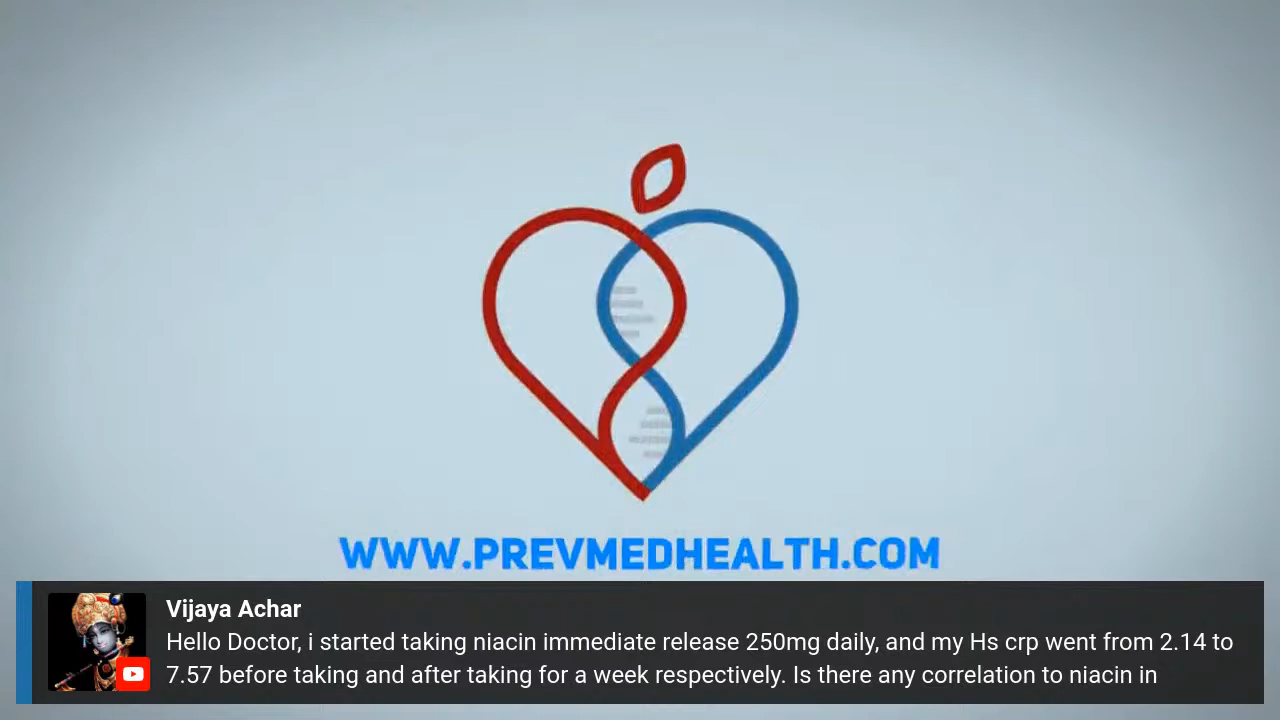 WWW.PREVMEDHEALTH.COM
Vijaya Achar
Hello Doctor, i started taking niacin immediate release 250mg daily, and my Hs crp went from 2.14 to
7.57 before taking and after taking for a week respectively. Is there any correlation to niacin in